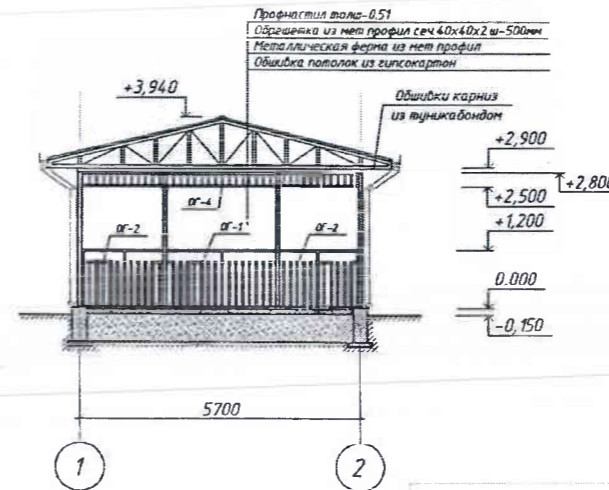 Профнастил толщ-0.51
Обрешетка из мет профил сеч 40х40х2 ш-500мм
Металлическая ферма из мет профил
Обшивка потолок из гипсокартон
+3,940
Обшивки карниз
из туникабондом
+2,900
+2,800
+2,500
+1,200
ОГ-4
ОГ-2
ОГ-1
ОГ-2
0.000
-0,150
5700
1
2